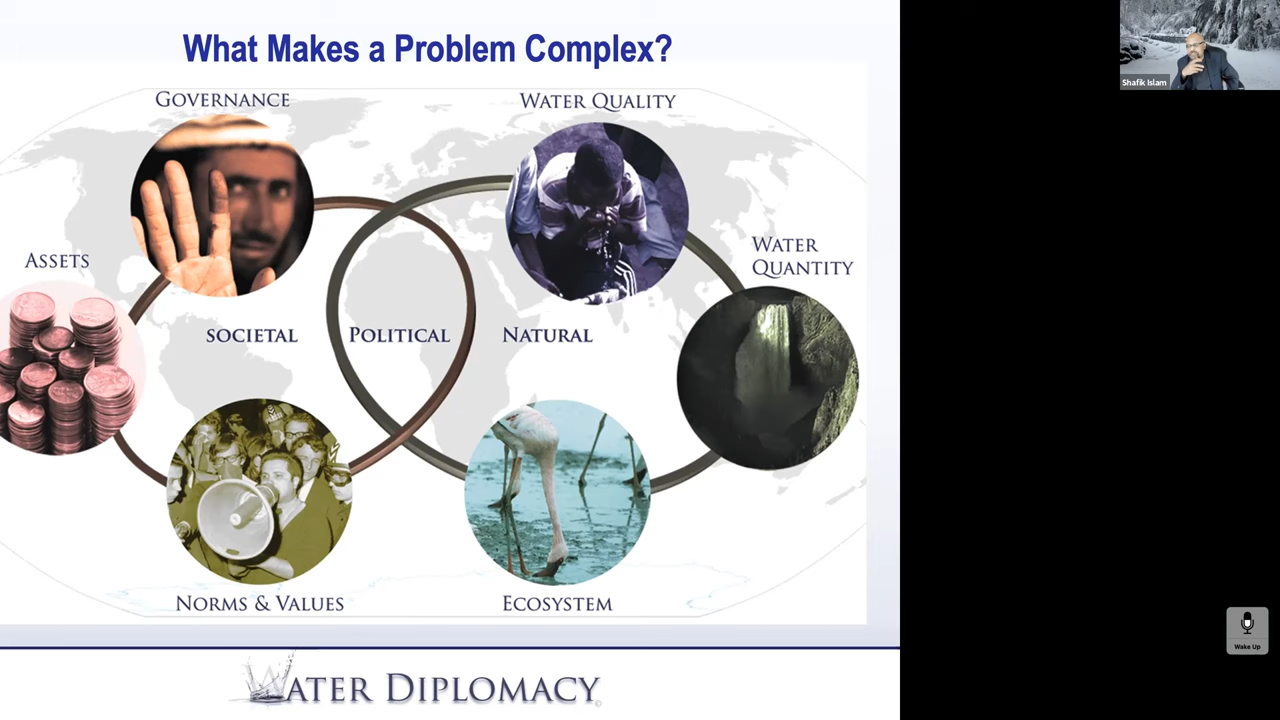 What Makes a Problem Complex?
Shafik Islam
GOVERNANCE
WATER QUALITY
ASSETS
WATER
QUANTITY
SOCIETAL
POLITICAL
NATURAL
NORMS & VALUES
ECOSYSTEM
Wake Up
WATER DIPLOMACY©